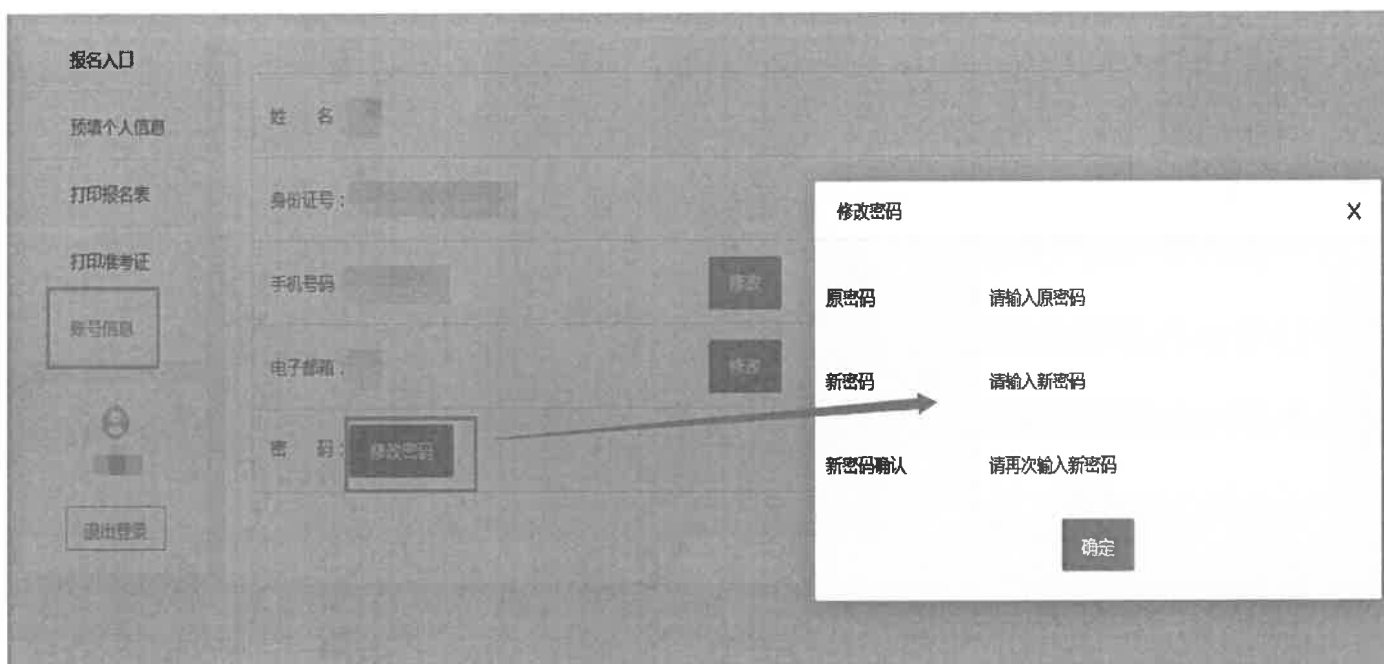 报名入口
预填个人信息
打印报名表
打印准考证
账号信息
退出登录
姓 名
身份证号：
手机号码
修改
电子邮箱：
修改
密 码：
修改密码
修改密码
X
原密码
请输入原密码
新密码
请输入新密码
新密码确认
请再次输入新密码
确定